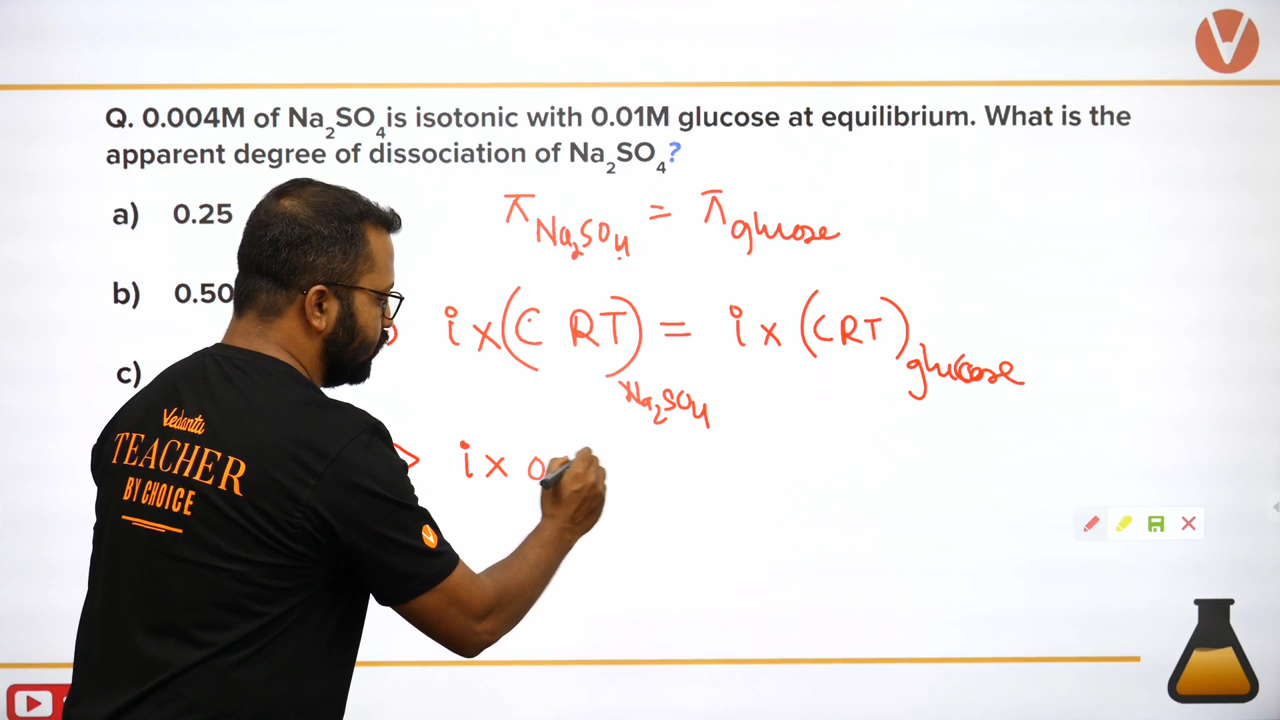 Q. 0.004M of Na₂SO₄ is isotonic with 0.01M glucose at equilibrium. What is the
apparent degree of dissociation of Na₂SO₄?
a) 0.25
π Na₂SO₄ = π glucose
b) 0.50
i × (C RT) Na₂SO₄ = i × (CRT) glucose
c)
i × 0
Vedantu
TEACHER
BY CHOICE